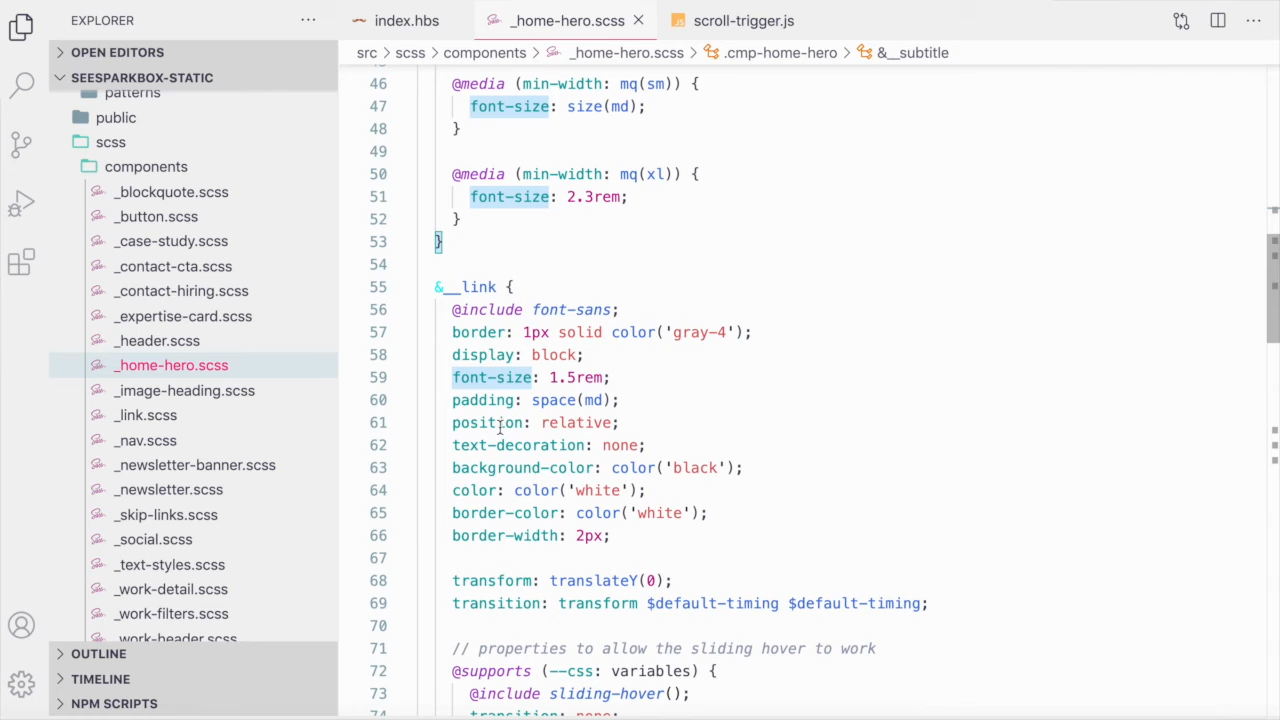 EXPLORER
OPEN EDITORS
SEESPARKBOX-STATIC
patterns
public
scss
components
_blockquote.scss
_button.scss
_case-study.scss
_contact-cta.scss
_contact-hiring.scss
_expertise-card.scss
_header.scss
_home-hero.scss
_image-heading.scss
_link.scss
_nav.scss
_newsletter-banner.scss
_newsletter.scss
_skip-links.scss
_social.scss
_text-styles.scss
_work-detail.scss
_work-filters.scss
_work-header.scss
OUTLINE
TIMELINE
NPM SCRIPTS
index.hbs _home-hero.scss scroll-trigger.js
src > scss > components > _home-hero.scss > .cmp-home-hero > &__subtitle
46 @media (min-width: mq(sm)) {
47 font-size: size(md);
48 }
49
50 @media (min-width: mq(xl)) {
51 font-size: 2.3rem;
52 }
53 }
54
55 &__link {
56 @include font-sans;
57 border: 1px solid color('gray-4');
58 display: block;
59 font-size: 1.5rem;
60 padding: space(md);
61 position: relative;
62 text-decoration: none;
63 background-color: color('black');
64 color: color('white');
65 border-color: color('white');
66 border-width: 2px;
67
68 transform: translateY(0);
69 transition: transform $default-timing $default-timing;
70
71 // properties to allow the sliding hover to work
72 @supports (--css: variables) {
73 @include sliding-hover();
74 transition: none;